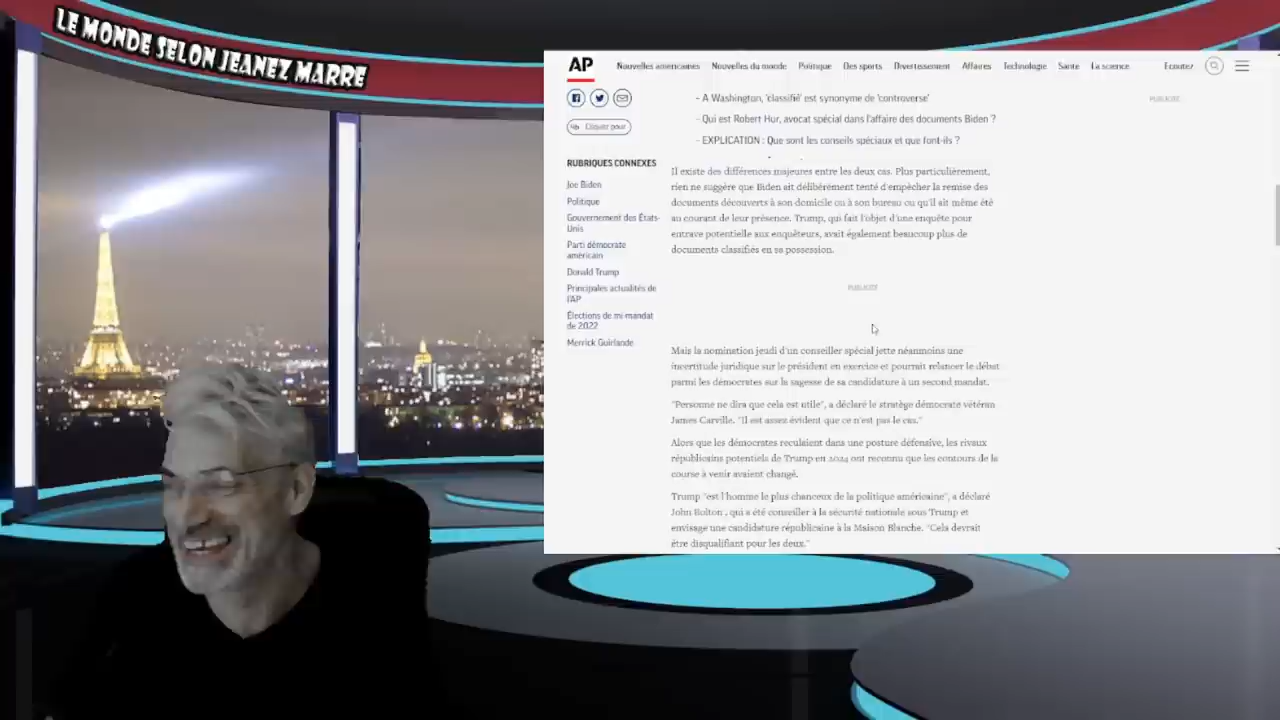 LE MONDE SELON JEANEZ MARRE
AP
Nouvelles américaines Nouvelles du monde Politique Des sports Divertissement Affaires Technologie Santé La science Ecoutez
Cliquez pour
- A Washington, 'classifié' est synonyme de 'controverse'
- Qui est Robert Hur, avocat spécial dans l'affaire des documents Biden ?
- EXPLICATION : Que sont les conseils spéciaux et que font-ils ?
PUBLICITÉ
RUBRIQUES CONNEXES
Joe Biden
Politique
Gouvernement des États-
Unis
Parti démocrate
américain
Donald Trump
Principales actualités de
l'AP
Élections de mi-mandat
de 2022
Merrick Guirlande
Il existe des différences majeures entre les deux cas. Plus particulièrement,
rien ne suggère que Biden ait délibérément tenté d'empêcher la remise des
documents découverts à son domicile ou à son bureau ou qu'il ait même été
au courant de leur présence. Trump, qui fait l'objet d'une enquête pour
entrave potentielle aux enquêteurs, avait également beaucoup plus de
documents classifiés en sa possession.
PUBLICITÉ
Mais la nomination jeudi d'un conseiller spécial jette néanmoins une
incertitude juridique sur le président en exercice et pourrait relancer le débat
parmi les démocrates sur la sagesse de sa candidature à un second mandat.
"Personne ne dira que cela est utile", a déclaré le stratège démocrate vétéran
James Carville. "Il est assez évident que ce n'est pas le cas."
Alors que les démocrates reculaient dans une posture défensive, les rivaux
républicains potentiels de Trump en 2024 ont reconnu que les contours de la
course à venir avaient changé.
Trump "est l'homme le plus chanceux de la politique américaine", a déclaré
John Bolton , qui a été conseiller à la sécurité nationale sous Trump et
envisage une candidature républicaine à la Maison Blanche. "Cela devrait
être disqualifiant pour les deux."